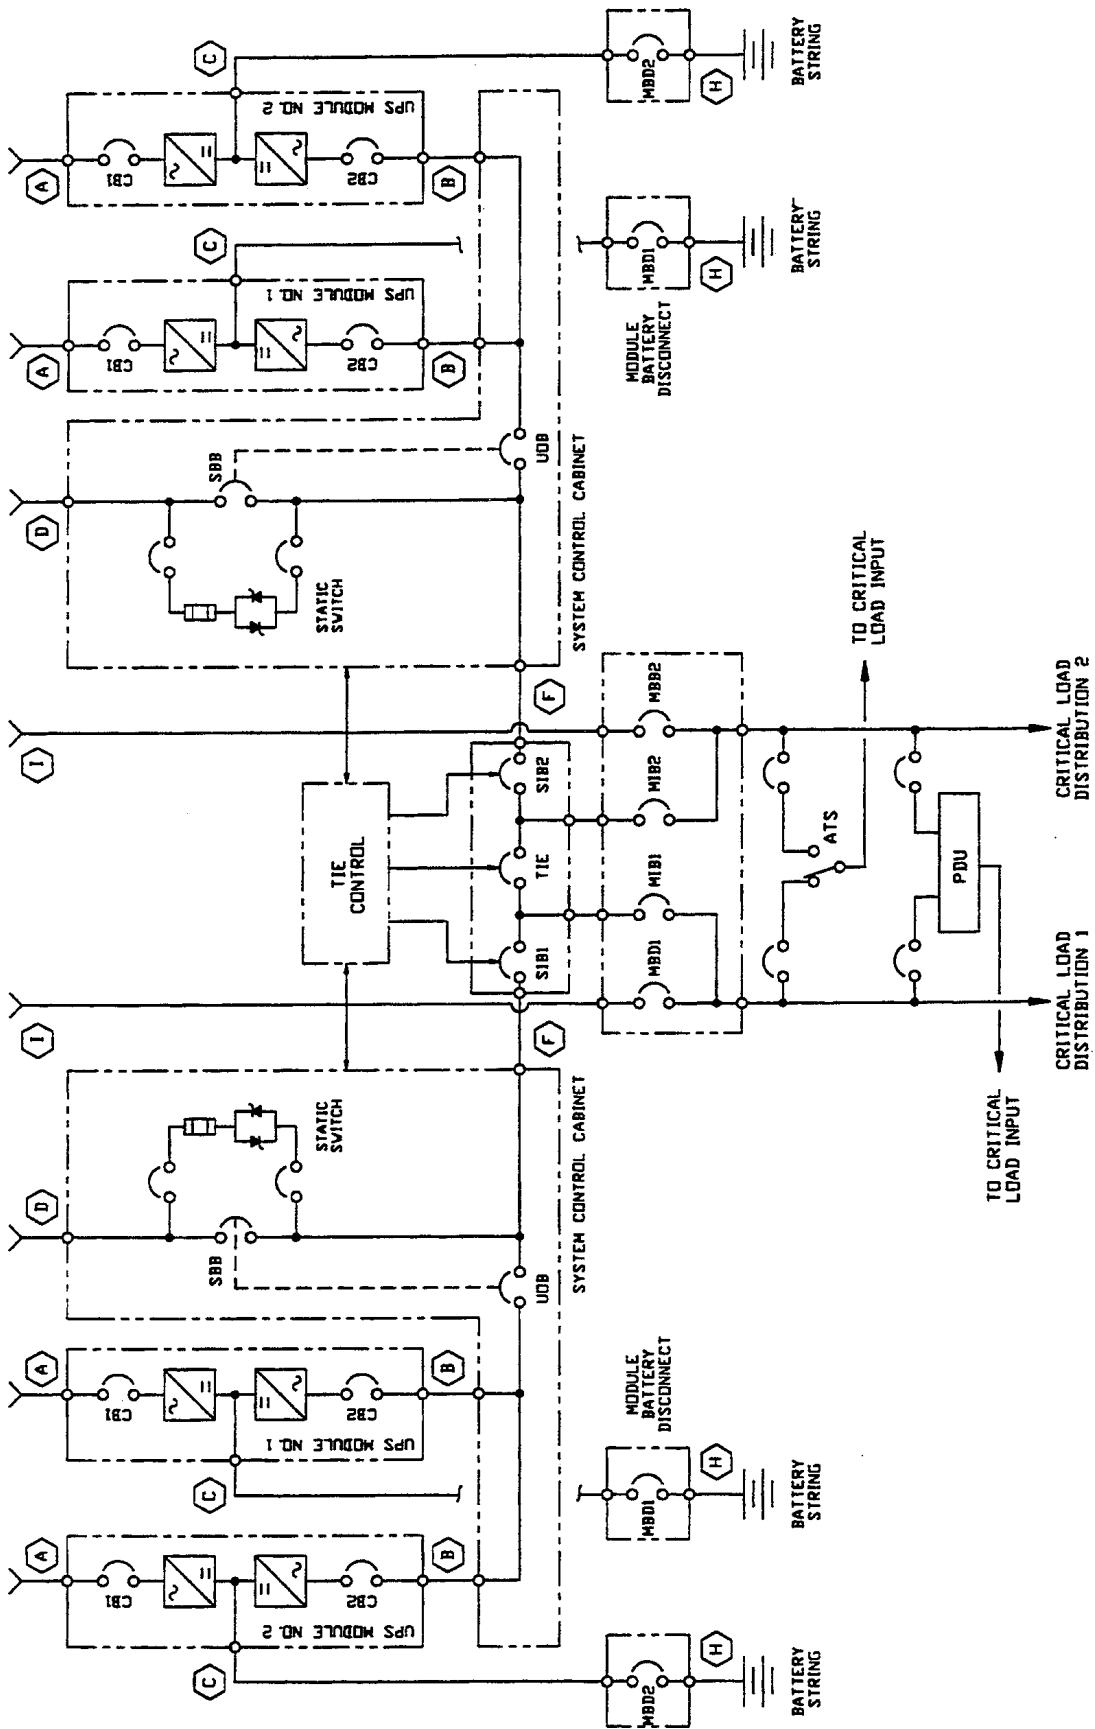 A
CB1
UPS MODULE NO. 2
CB2
B
C
MBD2
H
BATTERY
STRING
A
CB1
UPS MODULE NO. 1
CB2
B
C
MODULE
BATTERY
DISCONNECT
MBD1
H
BATTERY
STRING
D
SBB
STATIC
SWITCH
UOB
SYSTEM CONTROL CABINET
F
I
TIE
CONTROL
SIB1
TIE
SIB2
MBD1
MIB1
MIB2
MBB2
ATS
TO CRITICAL
LOAD INPUT
PDU
TO CRITICAL
LOAD INPUT
CRITICAL LOAD
DISTRIBUTION 1
CRITICAL LOAD
DISTRIBUTION 2
I
F
D
SBB
STATIC
SWITCH
UOB
SYSTEM CONTROL CABINET
A
CB1
UPS MODULE NO. 1
CB2
B
C
MODULE
BATTERY
DISCONNECT
MBD1
H
BATTERY
STRING
A
CB1
UPS MODULE NO. 2
CB2
B
C
MBD2
H
BATTERY
STRING